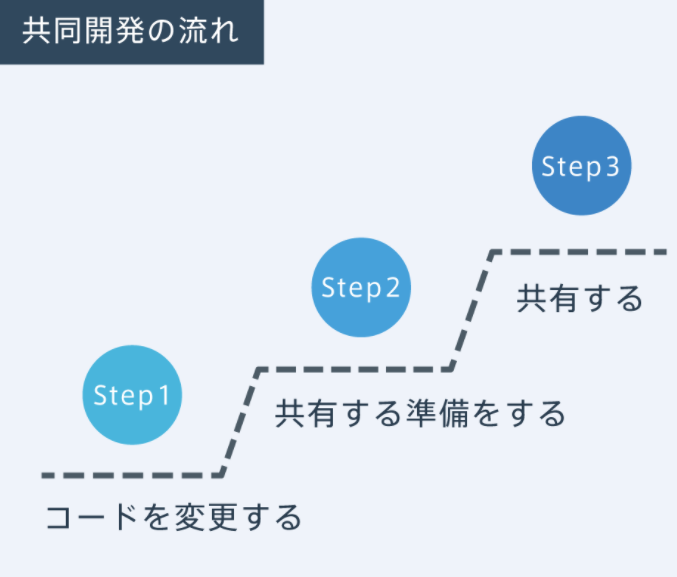 共同開発の流れ
Step1
コードを変更する
Step2
共有する準備をする
Step3
共有する